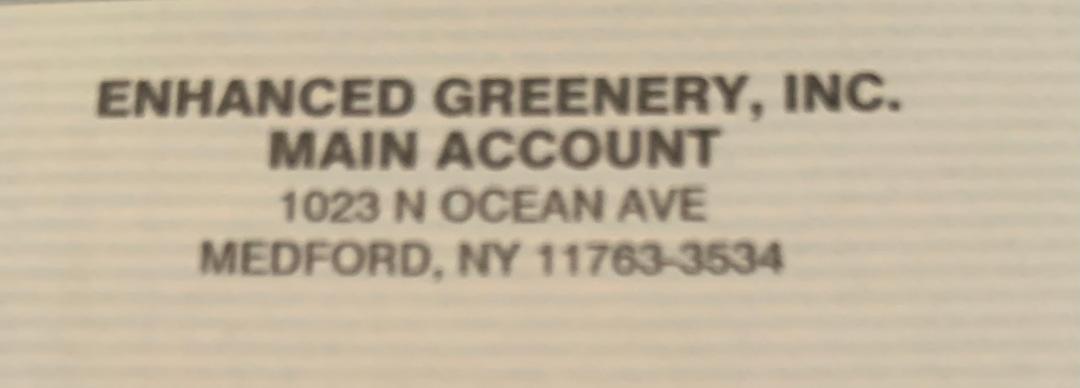 ENHANCED GREENERY, INC.
MAIN ACCOUNT
1023 N OCEAN AVE
MEDFORD, NY 11763-3534